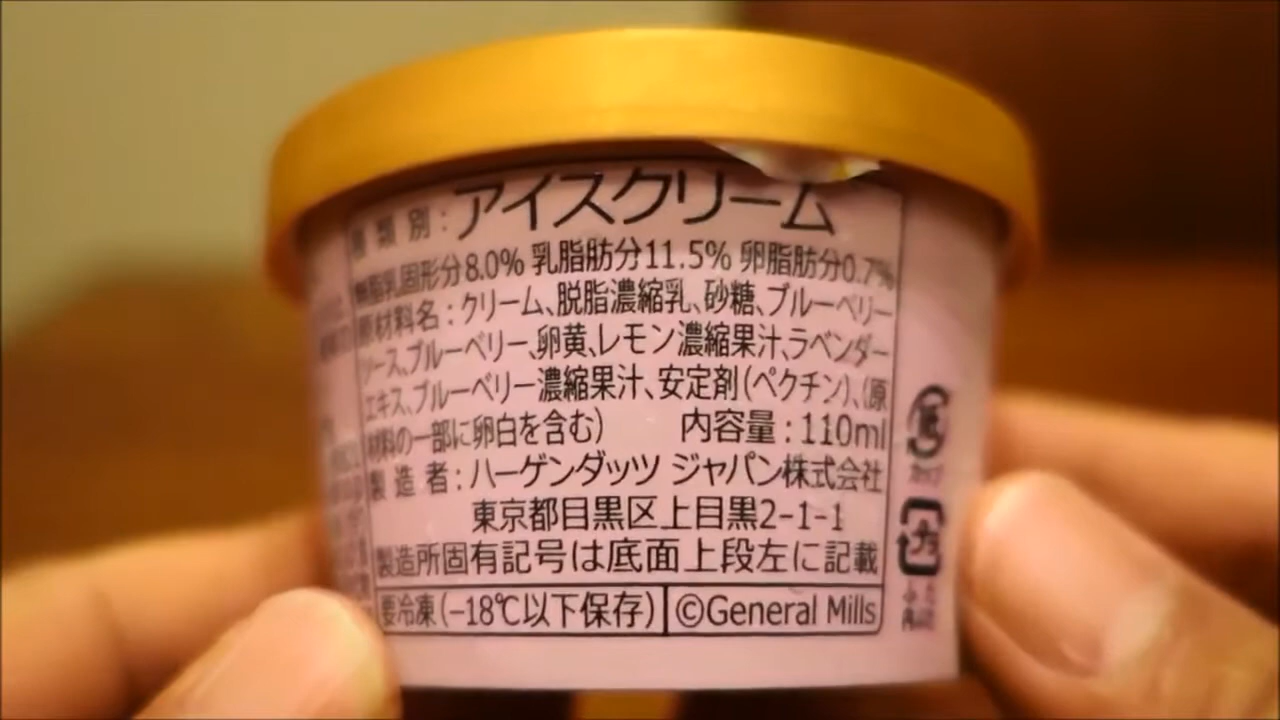 種類別：アイスクリーム
無脂乳固形分8.0% 乳脂肪分11.5% 卵脂肪分0.7%
原材料名：クリーム、脱脂濃縮乳、砂糖、ブルーベリー
ソース、ブルーベリー、卵黄、レモン濃縮果汁、ラベンダー
エキス、ブルーベリー濃縮果汁、安定剤(ペクチン)、(原
材料の一部に卵白を含む) 内容量：110ml
製造者：ハーゲンダッツ ジャパン株式会社
東京都目黒区上目黒2-1-1
製造所固有記号は底面上段左に記載
要冷凍(-18℃以下保存) ©General Mills